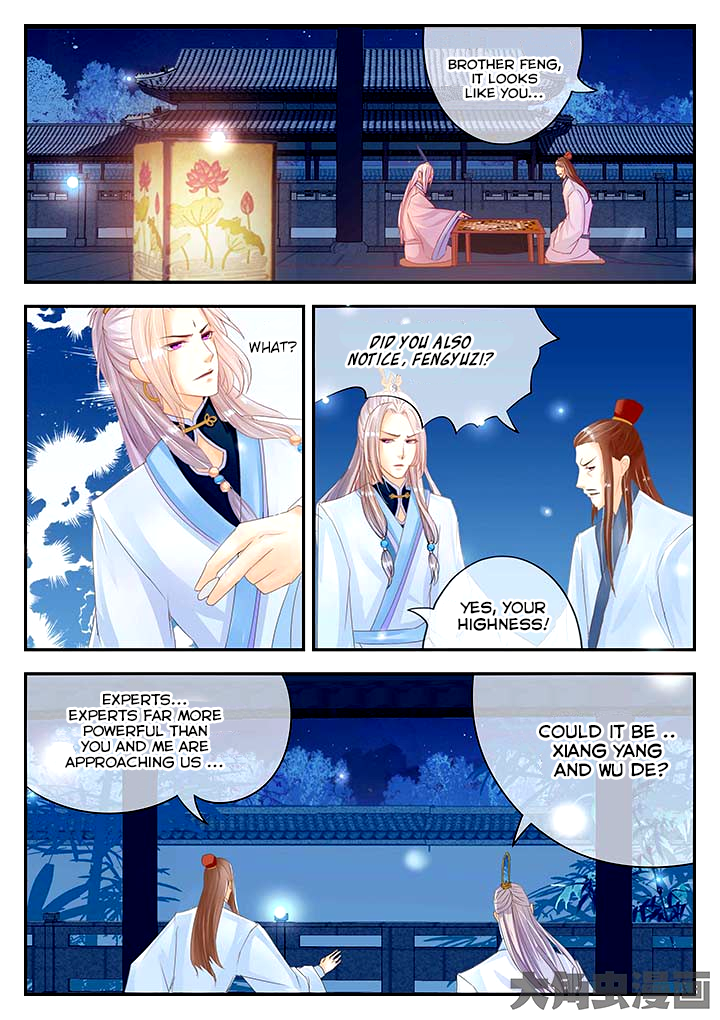 BROTHER FENG,
IT LOOKS
LIKE YOU...
WHAT?
DID YOU ALSO
NOTICE, FENGYUZI?
YES, YOUR
HIGHNESS!
EXPERTS...
EXPERTS FAR MORE
POWERFUL THAN
YOU AND ME ARE
APPROACHING US ...
COULD IT BE ..
XIANG YANG
AND WU DE?
大角虫漫画